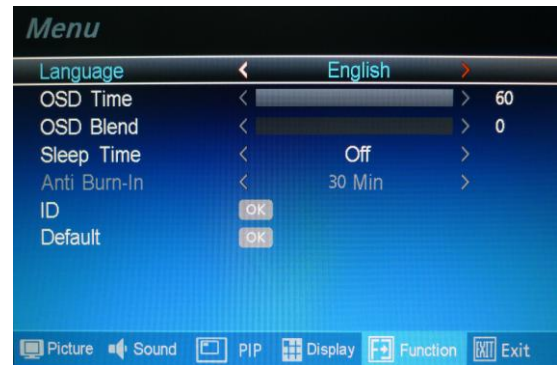 Menu
Language < English >
OSD Time < > 60
OSD Blend < > 0
Sleep Time < Off >
Anti Burn-In < 30 Min >
ID OK
Default OK
Picture Sound PIP Display Function EXIT Exit